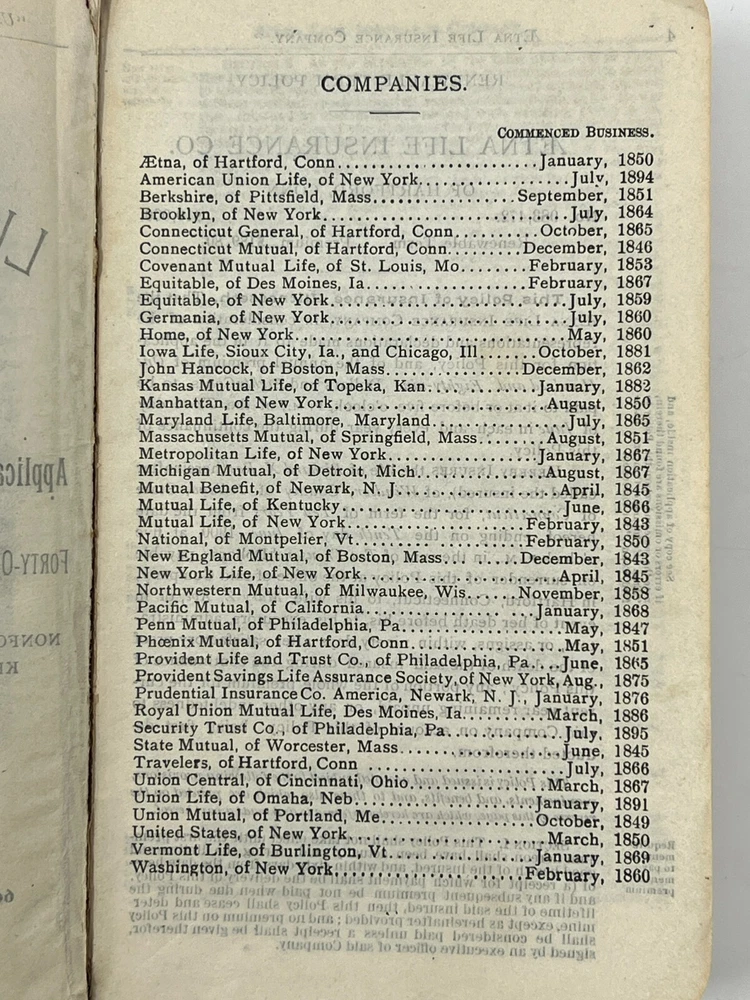 COMPANIES.
COMMENCED BUSINESS.
Ætna, of Hartford, Conn........................January, 1850
American Union Life, of New York..................July, 1894
Berkshire, of Pittsfield, Mass.................September, 1851
Brooklyn, of New York..............................July, 1864
Connecticut General, of Hartford, Conn..........October, 1865
Connecticut Mutual, of Hartford, Conn.........December, 1846
Covenant Mutual Life, of St. Louis, Mo........February, 1853
Equitable, of Des Moines, Ia....................February, 1867
Equitable, of New York.............................July, 1859
Germania, of New York..............................July, 1860
Home, of New York..................................May, 1860
Iowa Life, Sioux City, Ia., and Chicago, Ill.......October, 1881
John Hancock, of Boston, Mass.................December, 1862
Kansas Mutual Life, of Topeka, Kan.............January, 1882
Manhattan, of New York..........................August, 1850
Maryland Life, Baltimore, Maryland................July, 1865
Massachusetts Mutual, of Springfield, Mass........August, 1851
Metropolitan Life, of New York..................January, 1867
Michigan Mutual, of Detroit, Mich................August, 1867
Mutual Benefit, of Newark, N. J....................April, 1845
Mutual Life, of Kentucky...........................June, 1866
Mutual Life, of New York......................February, 1843
National, of Montpelier, Vt....................February, 1850
New England Mutual, of Boston, Mass..........December, 1843
New York Life, of New York........................April, 1845
Northwestern Mutual, of Milwaukee, Wis......November, 1858
Pacific Mutual, of California.....................January, 1868
Penn Mutual, of Philadelphia, Pa...................May, 1847
Phœnix Mutual, of Hartford, Conn..................May, 1851
Provident Life and Trust Co., of Philadelphia, Pa....June, 1865
Provident Savings Life Assurance Society, of New York, Aug., 1875
Prudential Insurance Co. America, Newark, N. J., January, 1876
Royal Union Mutual Life, Des Moines, Ia..........March, 1886
Security Trust Co., of Philadelphia, Pa.............July, 1895
State Mutual, of Worcester, Mass...................June, 1845
Travelers, of Hartford, Conn .......................July, 1866
Union Central, of Cincinnati, Ohio................March, 1867
Union Life, of Omaha, Neb......................January, 1891
Union Mutual, of Portland, Me..................October, 1849
United States, of New York.......................March, 1850
Vermont Life, of Burlington, Vt.................January, 1869
Washington, of New York.......................February, 1860